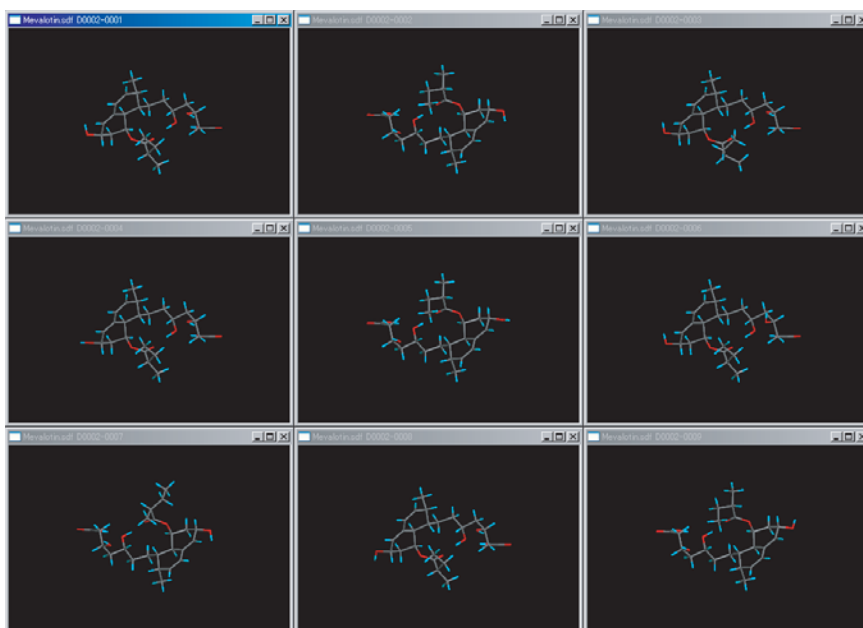 Mevalotin.sdf D0002-0001
Mevalotin.sdf D0002-0002
Mevalotin.sdf D0002-0003
Mevalotin.sdf D0002-0004
Mevalotin.sdf D0002-0005
Mevalotin.sdf D0002-0006
Mevalotin.sdf D0002-0007
Mevalotin.sdf D0002-0008
Mevalotin.sdf D0002-0009